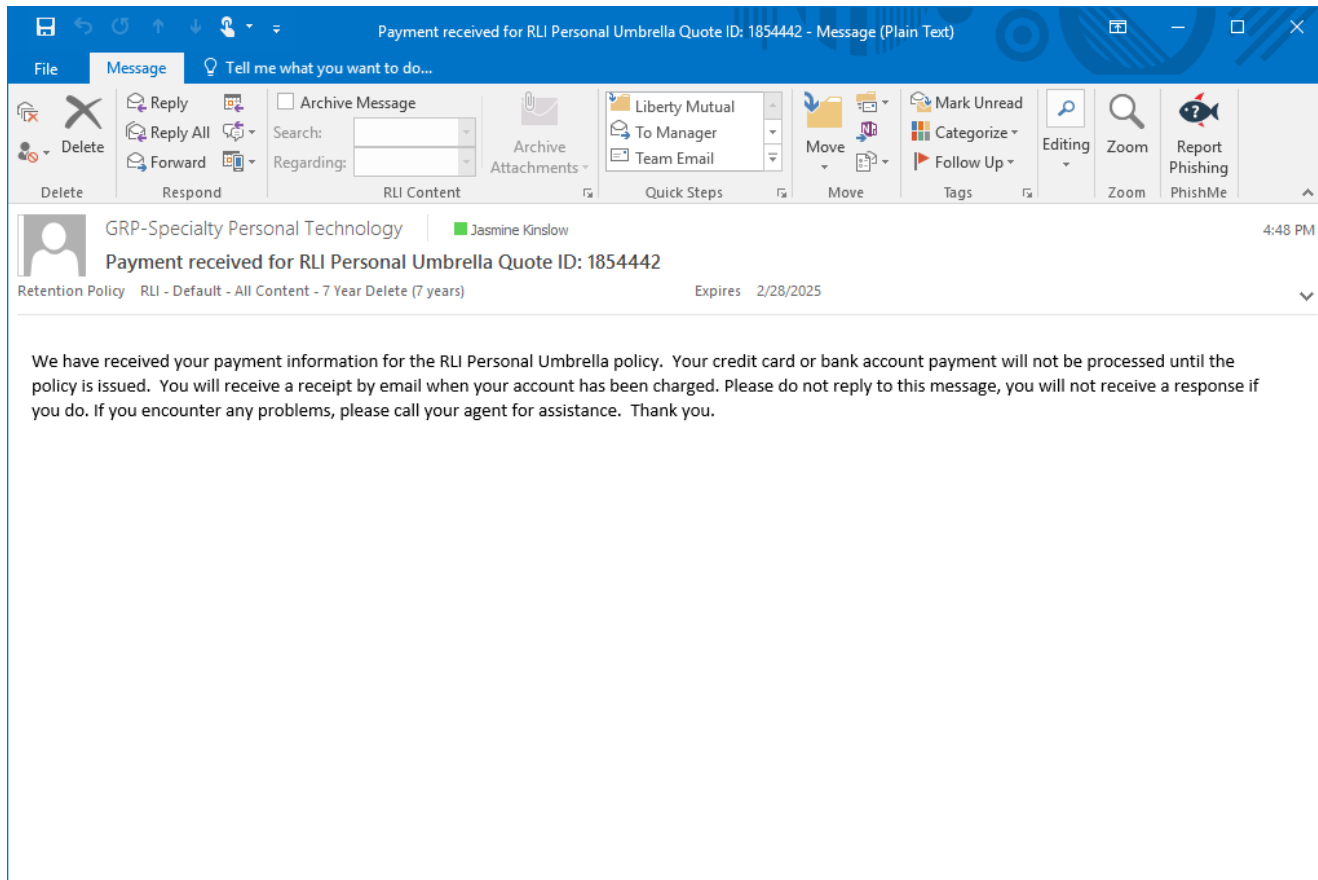 Payment received for RLI Personal Umbrella Quote ID: 1854442 - Message (Plain Text)
File Message Tell me what you want to do...
Delete
Reply
Reply All
Forward
Archive Message
Search:
Regarding:
Archive
Attachments
Liberty Mutual
To Manager
Team Email
Move
Mark Unread
Categorize
Follow Up
Editing
Zoom
Report
Phishing
Delete Respond RLI Content Quick Steps Move Tags Zoom PhishMe
GRP-Specialty Personal Technology Jasmine Kinslow 4:48 PM
Payment received for RLI Personal Umbrella Quote ID: 1854442
Retention Policy RLI - Default - All Content - 7 Year Delete (7 years) Expires 2/28/2025
We have received your payment information for the RLI Personal Umbrella policy.  Your credit card or bank account payment will not be processed until the
policy is issued.  You will receive a receipt by email when your account has been charged. Please do not reply to this message, you will not receive a response if
you do. If you encounter any problems, please call your agent for assistance.  Thank you.